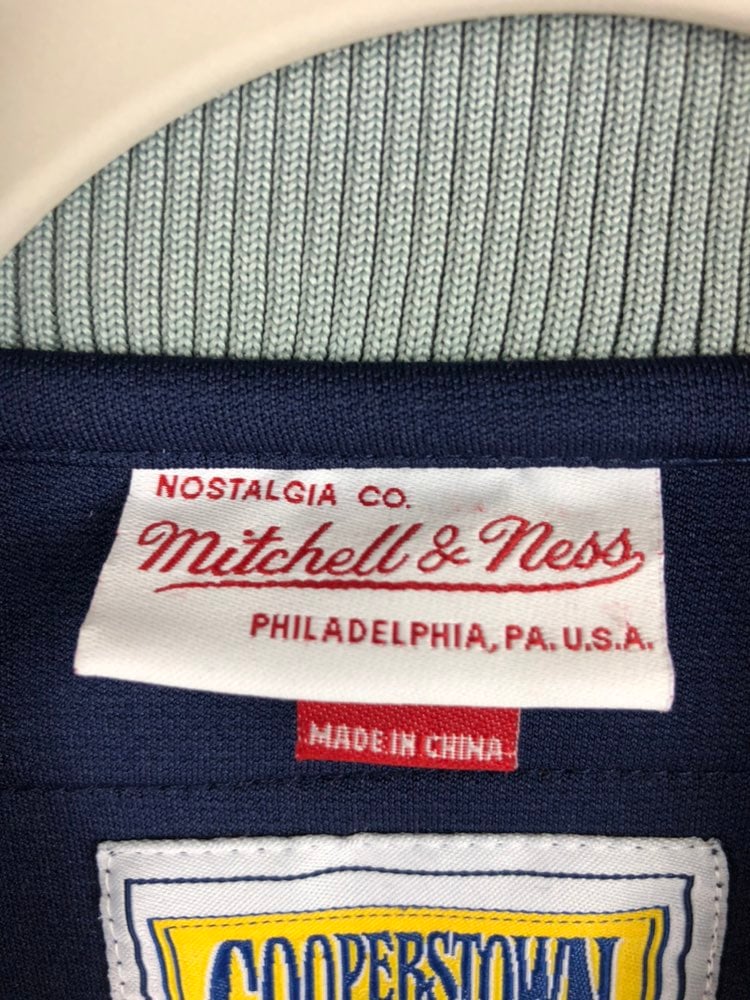 NOSTALGIA CO.
Mitchell & Ness
PHILADELPHIA, PA. U.S.A.
MADE IN CHINA
COOPERSTOWN